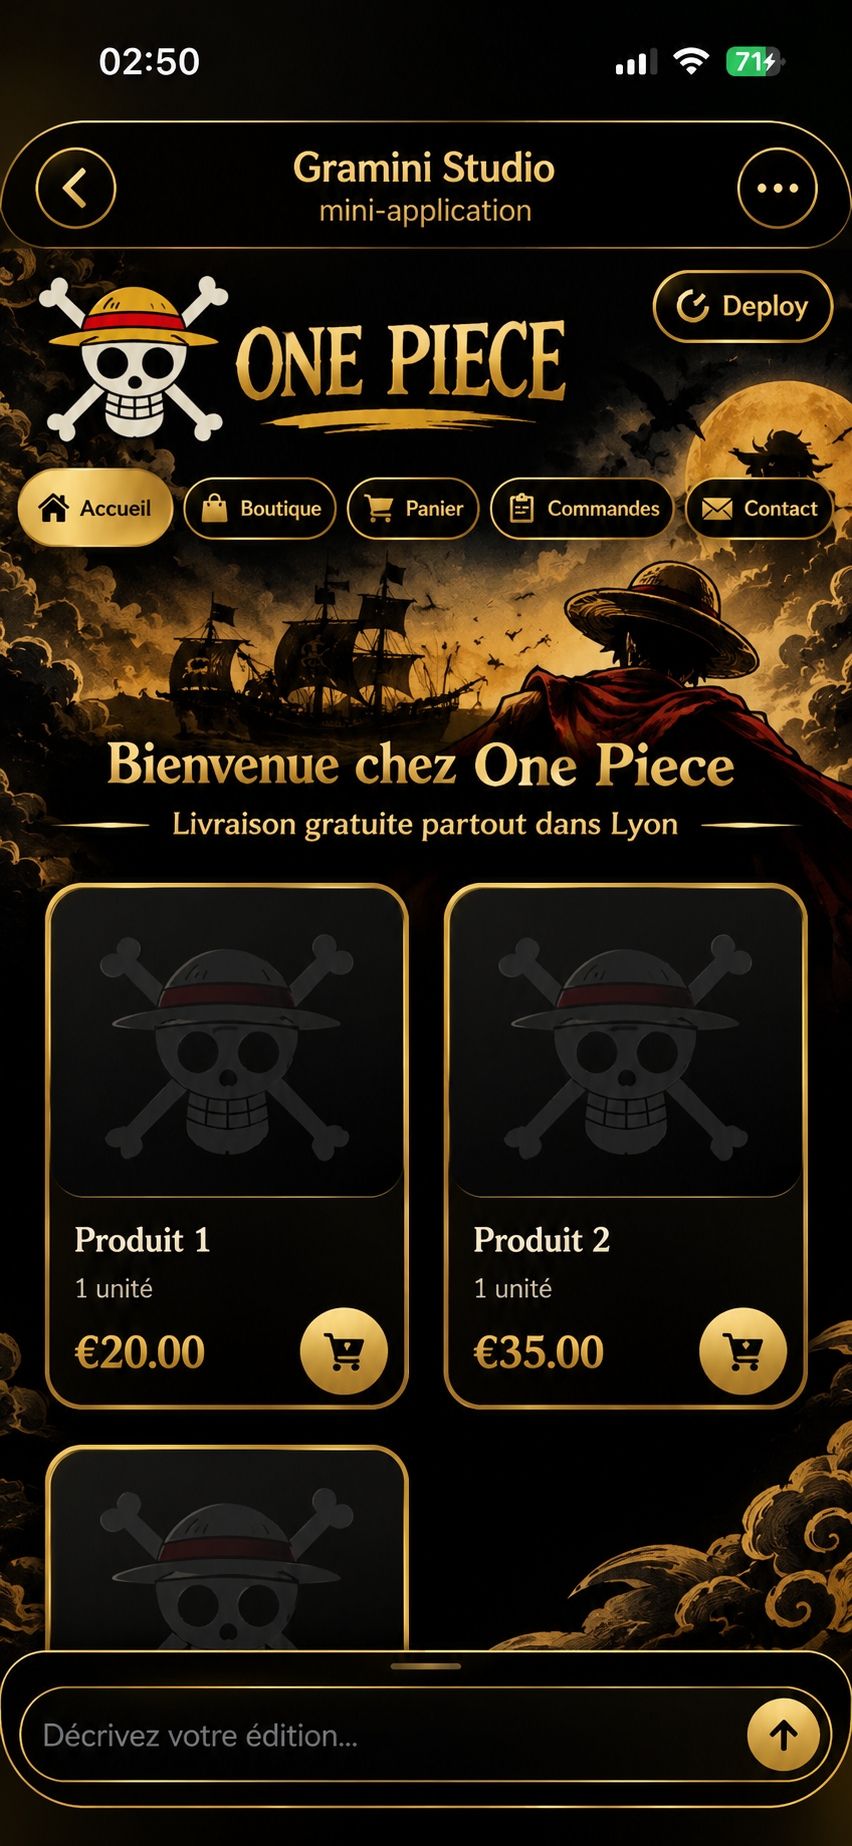 02:50
71
Gramini Studio
mini-application
Deploy
ONE PIECE
Accueil
Boutique
Panier
Commandes
Contact
Bienvenue chez One Piece
Livraison gratuite partout dans Lyon
Produit 1
1 unité
€20.00
Produit 2
1 unité
€35.00
Décrivez votre édition...